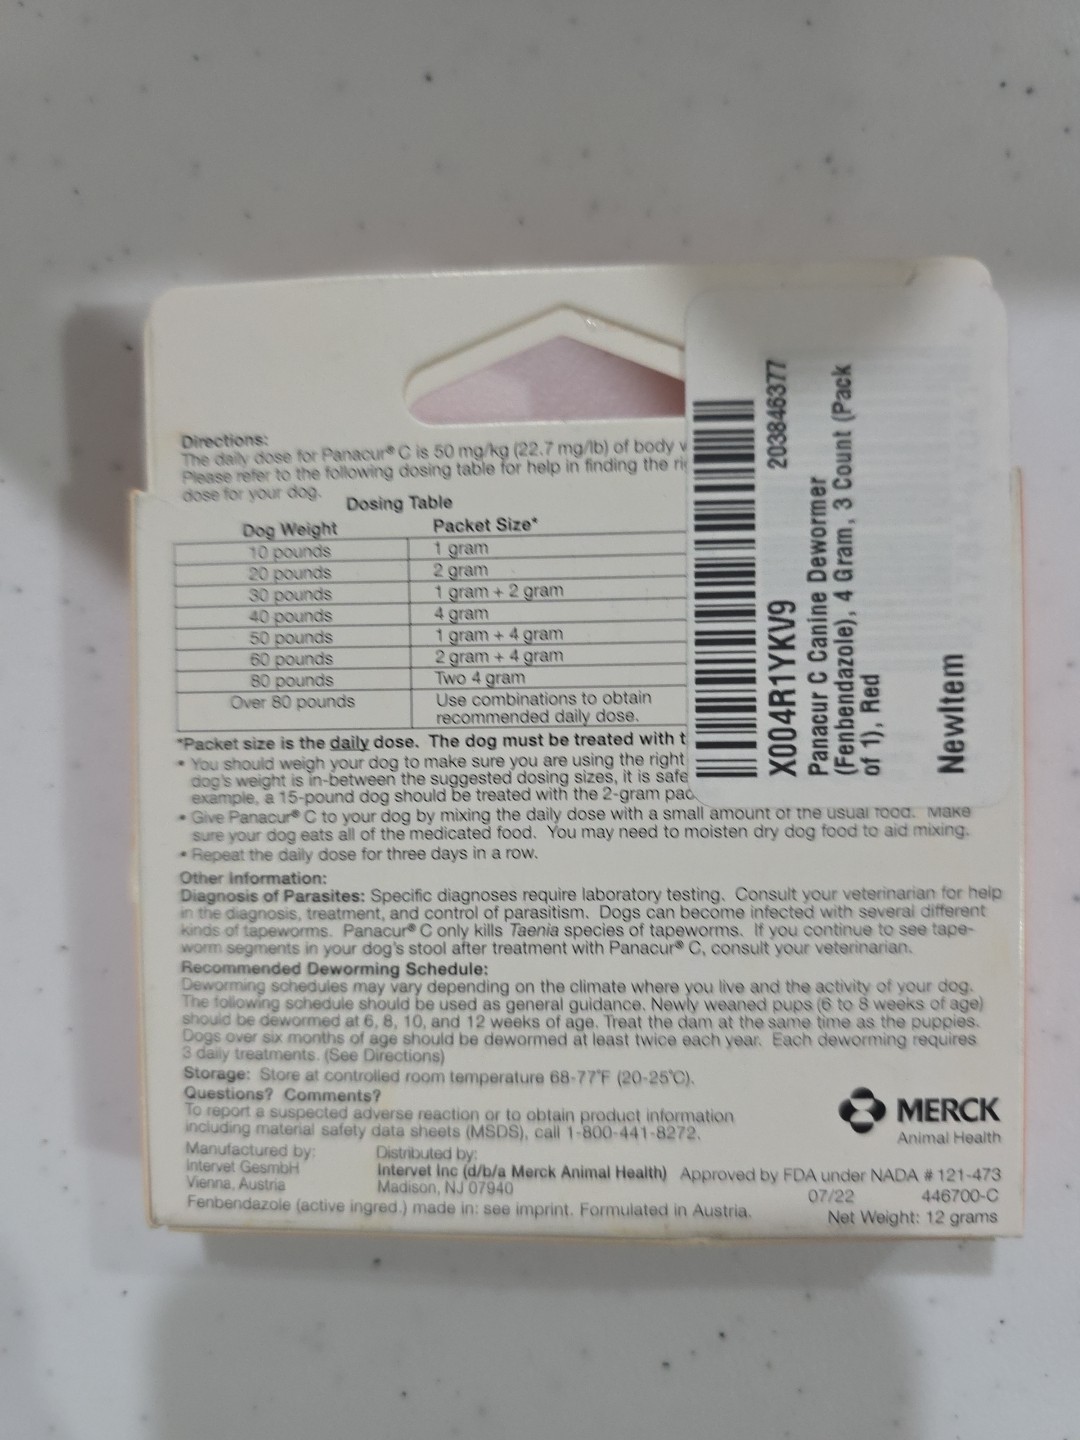 Directions:
The daily dose for Panacur® C is 50 mg/kg (22.7 mg/lb) of body
Please refer to the following dosing table for help in finding the
dose for your dog.
Dosing Table
Dog Weight Packet Size*
10 pounds 1 gram
20 pounds 2 gram
30 pounds 1 gram + 2 gram
40 pounds 4 gram
50 pounds 1 gram + 4 gram
60 pounds 2 gram + 4 gram
80 pounds Two 4 gram
Over 80 pounds Use combinations to obtain
recommended daily dose.
*Packet size is the daily dose. The dog must be treated with
• You should weigh your dog to make sure you are using the right
dog's weight is in-between the suggested dosing sizes, it is safe
example, a 15-pound dog should be treated with the 2-gram
• Give Panacur® C to your dog by mixing the daily dose with a small amount of the usual food. Make
sure your dog eats all of the medicated food. You may need to moisten dry dog food to aid mixing.
• Repeat the daily dose for three days in a row.
Other Information:
Diagnosis of Parasites: Specific diagnoses require laboratory testing. Consult your veterinarian for help
in the diagnosis, treatment, and control of parasitism. Dogs can become infected with several different
kinds of tapeworms. Panacur® C only kills Taenia species of tapeworms. If you continue to see tape-
worm segments in your dog's stool after treatment with Panacur® C, consult your veterinarian.
Recommended Deworming Schedule:
Deworming schedules may vary depending on the climate where you live and the activity of your dog.
The following schedule should be used as general guidance. Newly weaned pups (6 to 8 weeks of age)
should be dewormed at 6, 8, 10, and 12 weeks of age. Treat the dam at the same time as the puppies.
Dogs over six months of age should be dewormed at least twice each year. Each deworming requires
3 daily treatments. (See Directions)
Storage: Store at controlled room temperature 68-77°F (20-25°C).
Questions? Comments?
To report a suspected adverse reaction or to obtain product information
including material safety data sheets (MSDS), call 1-800-441-8272.
Manufactured by:
Intervet GesmbH
Vienna, Austria
Distributed by:
Intervet Inc (d/b/a Merck Animal Health)
Madison, NJ 07940
Fenbendazole (active ingred.) made in: see imprint. Formulated in Austria.
MERCK
Animal Health
Approved by FDA under NADA # 121-473
07/22 446700-C
Net Weight: 12 grams
X004R1YKV9 203846377
Panacur C Canine Dewormer
(Fenbendazole), 4 Gram, 3 Count (Pack
of 1), Red
NewItem